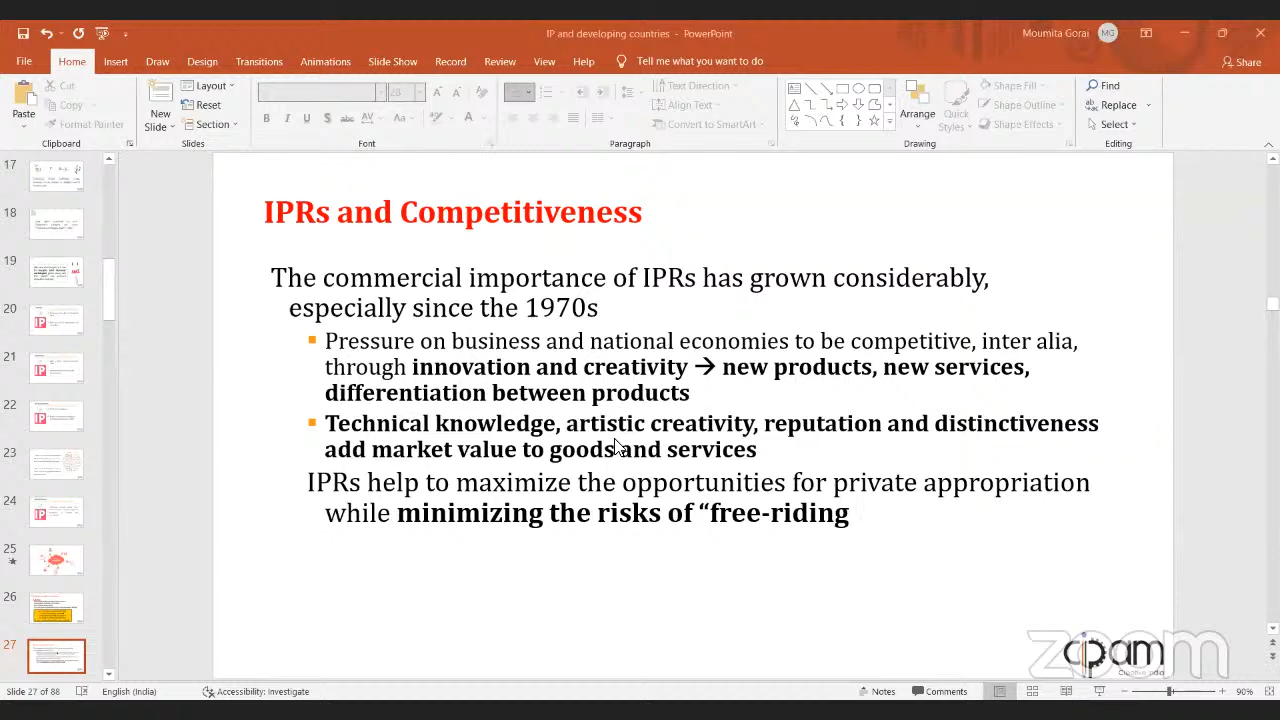 IP and developing countries - PowerPoint
Moumita Gorai MG
File Home Insert Draw Design Transitions Animations Slide Show Record Review View Help Tell me what you want to do Share
Paste Cut Copy Format Painter New Slide Layout Reset Section Text Direction Align Text Convert to SmartArt Arrange Quick Styles Shape Fill Shape Outline Shape Effects Find Replace Select
28
Clipboard Slides Font Paragraph Drawing Editing
17
18
19
20
21
22
23
24
25
26
27
IPRs and Competitiveness
The commercial importance of IPRs has grown considerably,
especially since the 1970s
Pressure on business and national economies to be competitive, inter alia,
through innovation and creativity → new products, new services,
differentiation between products
Technical knowledge, artistic creativity, reputation and distinctiveness
add market value to goods and services
IPRs help to maximize the opportunities for private appropriation
while minimizing the risks of “free-riding
zoom
cipam
Creative India
Slide 27 of 88 English (India) Accessibility: Investigate Notes Comments 90%